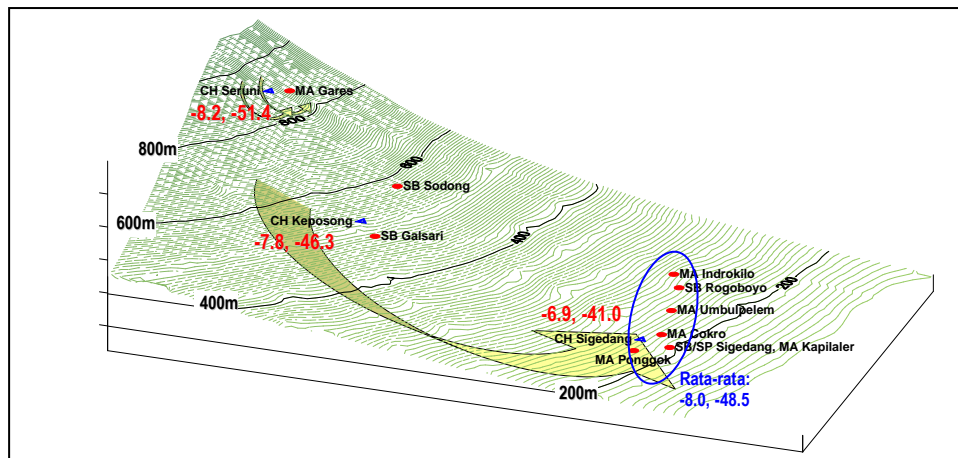 CH Seruni
MA Gares
-8.2, -51.4
800
800m
600
SB Sodong
600m
CH Keposong
SB Galsari
-7.8, -46.3
400
400m
MA Indrokilo
SB Rogoboyo
200
-6.9, -41.0
MA Umbulpelem
MA Cokro
CH Sigedang
SB/SP Sigedang, MA Kapilaler
MA Ponggok
200m
Rata-rata:
-8.0, -48.5